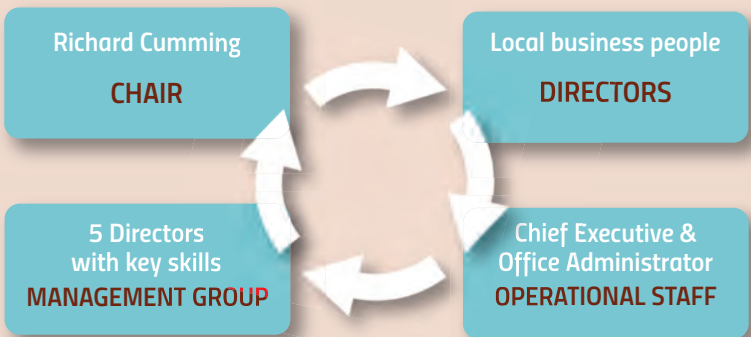 Richard Cumming
CHAIR
Local business people
DIRECTORS
5 Directors
with key skills
MANAGEMENT GROUP
Chief Executive &
Office Administrator
OPERATIONAL STAFF